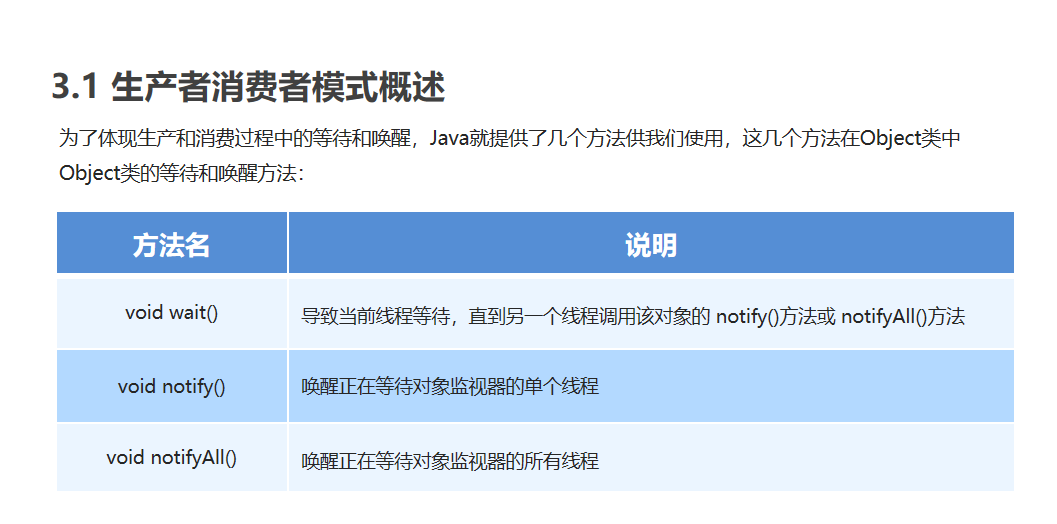 3.1 生产者消费者模式概述
为了体现生产和消费过程中的等待和唤醒，Java就提供了几个方法供我们使用，这几个方法在Object类中
Object类的等待和唤醒方法：
方法名 说明
void wait() 导致当前线程等待，直到另一个线程调用该对象的 notify()方法或 notifyAll()方法
void notify() 唤醒正在等待对象监视器的单个线程
void notifyAll() 唤醒正在等待对象监视器的所有线程